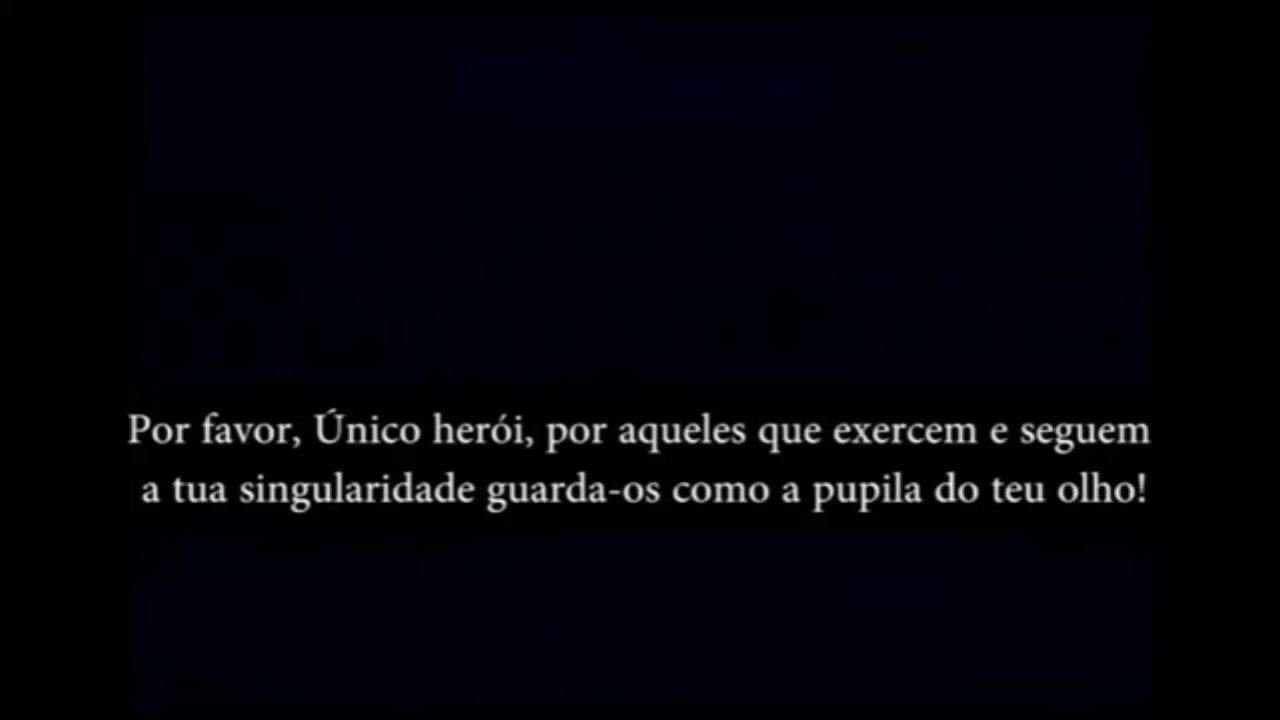 Por favor, Único herói, por aqueles que exercem e seguem
a tua singularidade guarda-os como a pupila do teu olho!